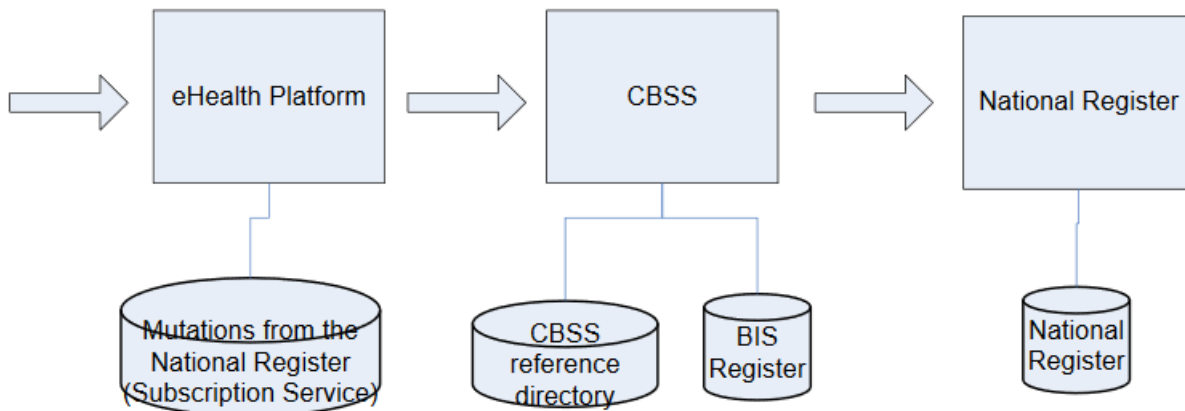 eHealth Platform
CBSS
National Register
Mutations from the
National Register
(Subscription Service)
CBSS
reference
directory
BIS
Register
National
Register